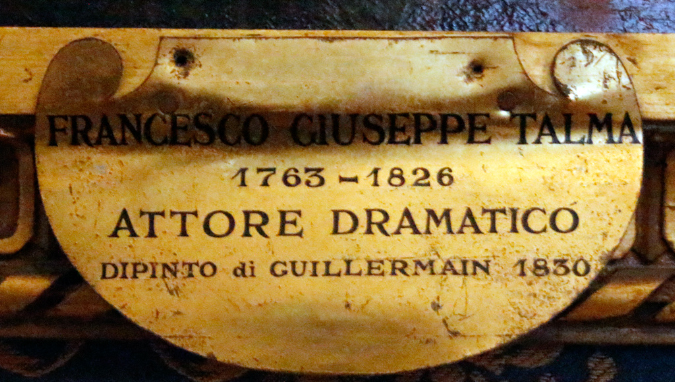 FRANCESCO GIUSEPPE TALMA
1763-1826
ATTORE DRAMATICO
DIPINTO di GUILLERMAIN 1830